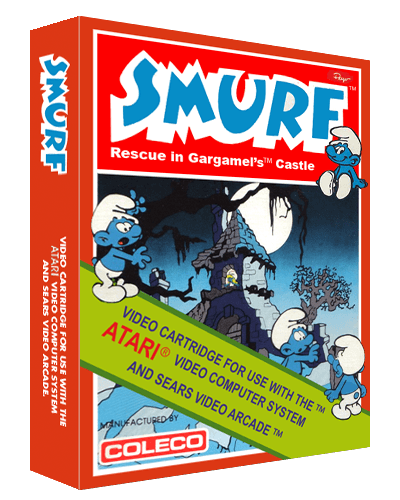 SMURF
Peyo
TM
Rescue in Gargamel's™ Castle
VIDEO CARTRIDGE FOR USE WITH THE ™
ATARI® VIDEO COMPUTER SYSTEM
AND SEARS VIDEO ARCADE ™
MANUFACTURED BY
COLECO
SMURF
VIDEO CARTRIDGE FOR USE WITH THE
ATARI VIDEO COMPUTER SYSTEM
AND SEARS VIDEO ARCADE.